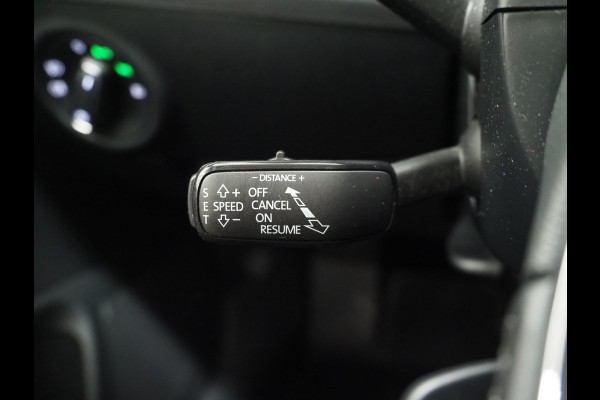 − DISTANCE +
S + OFF
E SPEED CANCEL
T − ON
RESUME